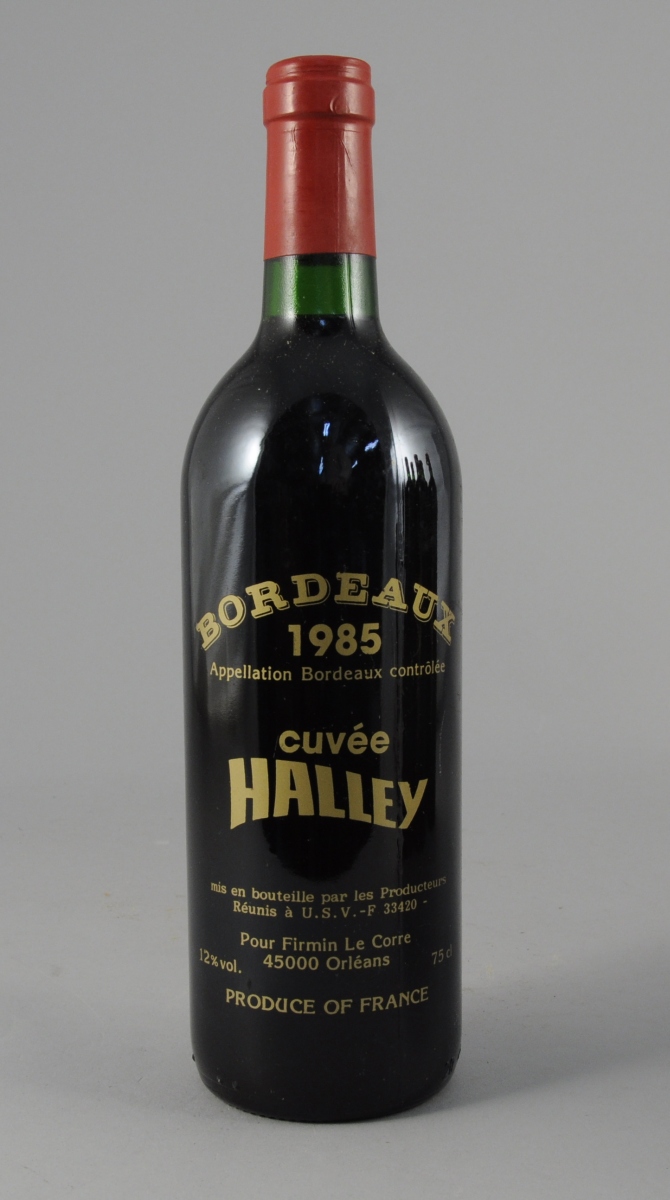 BORDEAUX
1985
Appellation Bordeaux contrôlée
cuvée
HALLEY
mis en bouteille par les Producteurs
Réunis à U.S.V.-F 33420 -
Pour Firmin Le Corre
12%vol. 45000 Orléans 75 cl
PRODUCE OF FRANCE